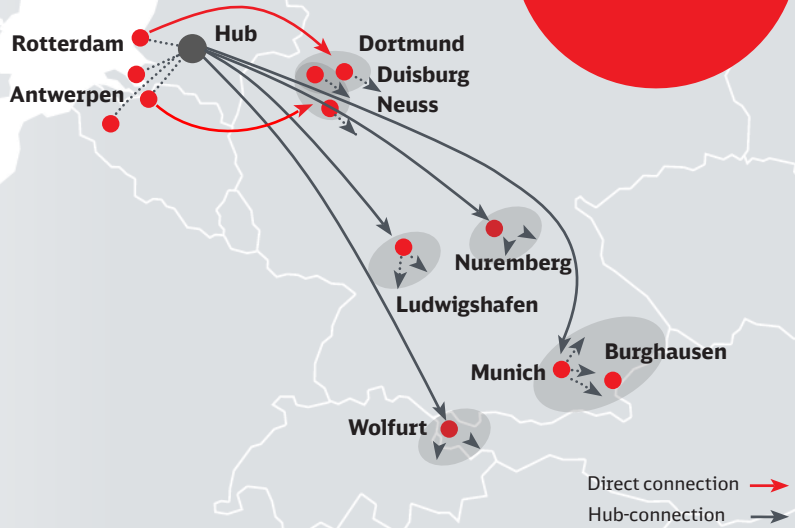 Rotterdam
Hub
Antwerpen
Dortmund
Duisburg
Neuss
Nuremberg
Ludwigshafen
Munich
Burghausen
Wolfurt
Direct connection
Hub-connection